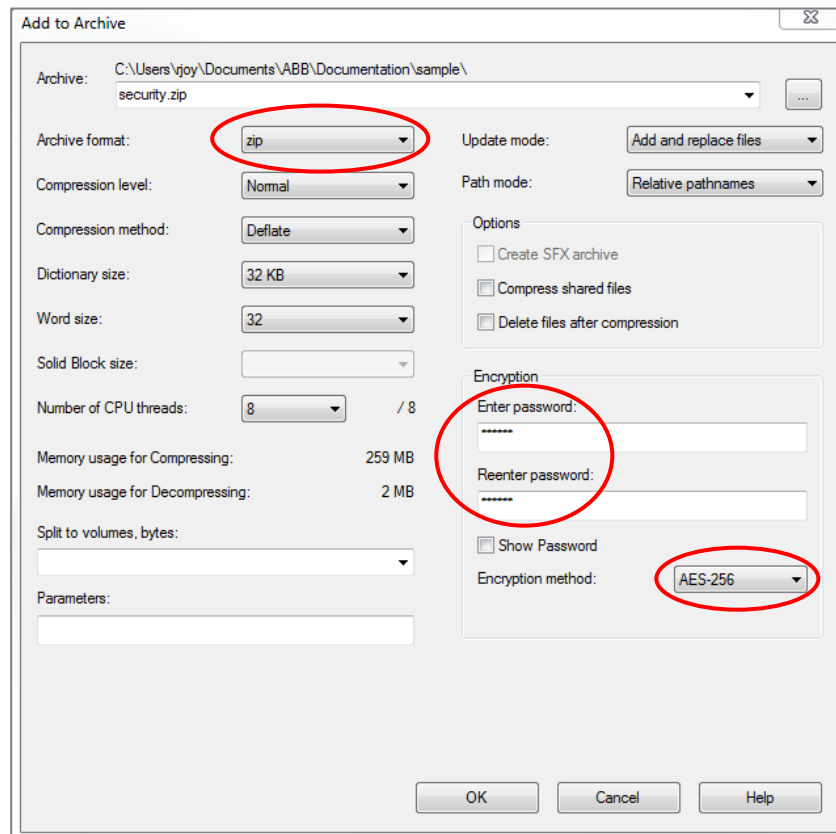 Add to Archive
Archive: C:\Users\rjoy\Documents\ABB\Documentation\sample\
security.zip
...
Archive format: zip
Update mode: Add and replace files
Compression level: Normal
Path mode: Relative pathnames
Compression method: Deflate
Options
Create SFX archive
Dictionary size: 32 KB
Compress shared files
Word size: 32
Delete files after compression
Solid Block size:
Encryption
Number of CPU threads: 8 / 8
Enter password:
******
Memory usage for Compressing: 259 MB
Reenter password:
Memory usage for Decompressing: 2 MB
******
Split to volumes, bytes:
Show Password
Encryption method: AES-256
Parameters:
OK Cancel Help